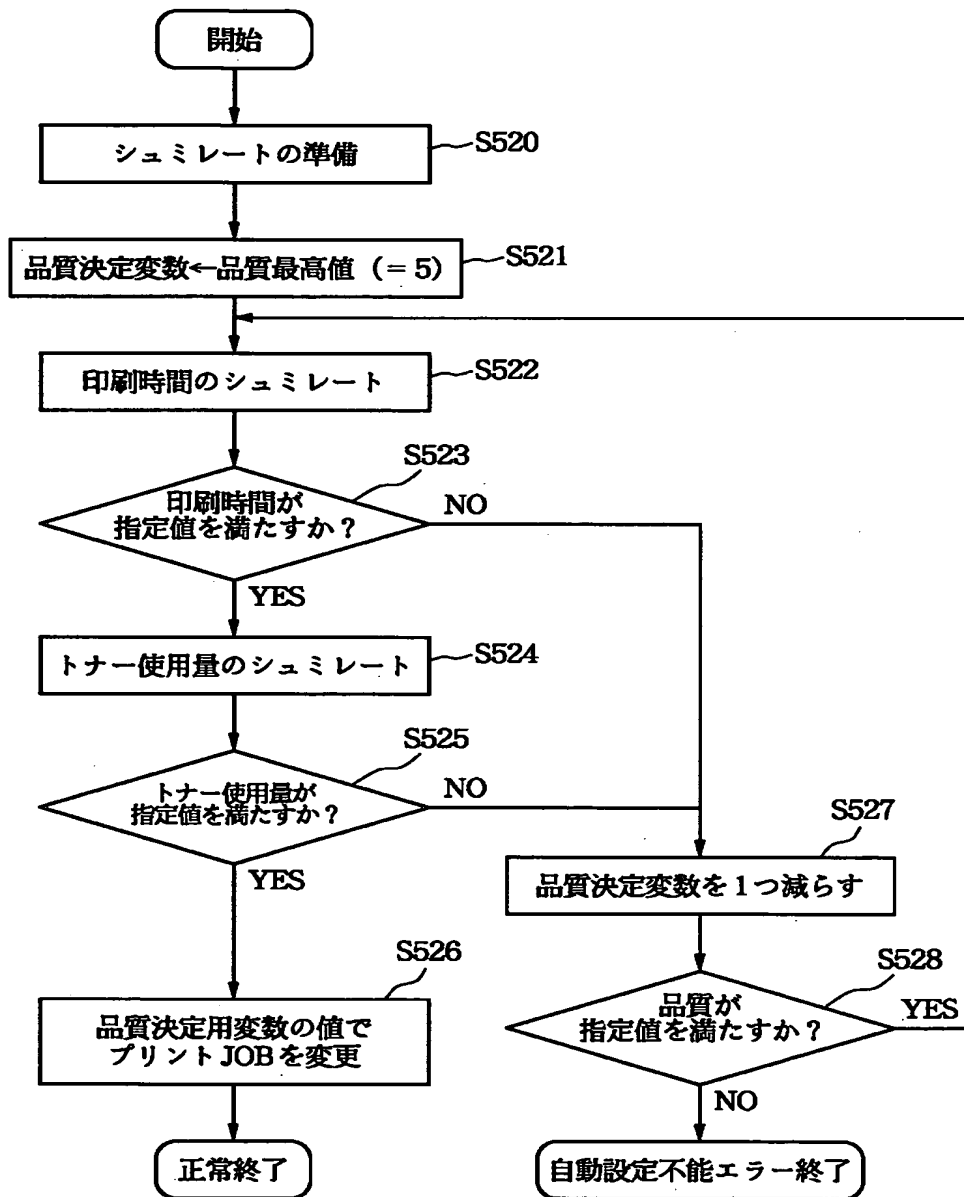 開始
シュミレートの準備
S520
品質決定変数←品質最高値（＝5）
S521
印刷時間のシュミレート
S522
S523
印刷時間が
指定値を満たすか？
NO
YES
トナー使用量のシュミレート
S524
S525
トナー使用量が
指定値を満たすか？
NO
YES
S527
品質決定変数を1つ減らす
S526
品質決定用変数の値で
プリントJOBを変更
S528
品質が
指定値を満たすか？
YES
NO
正常終了
自動設定不能エラー終了